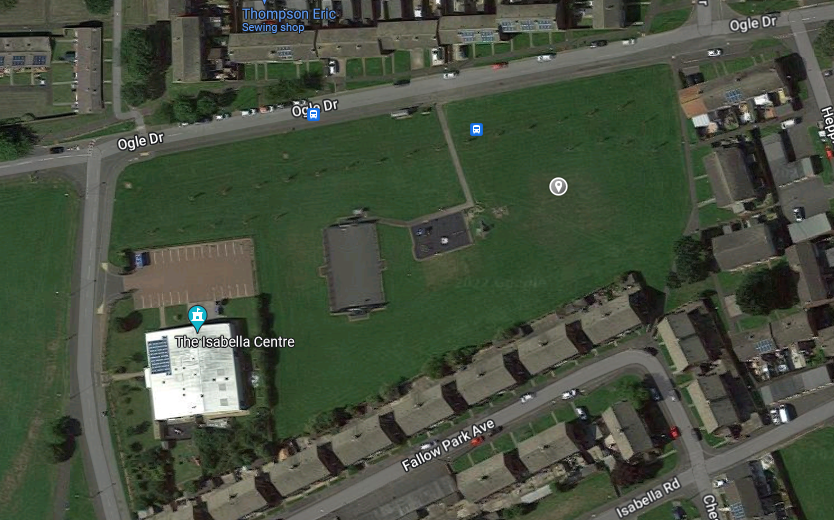 Thompson Eric
Sewing shop
Ogle Dr
Ogle Dr
Ogle Dr
The Isabella Centre
Fallow Park Ave
Isabella Rd